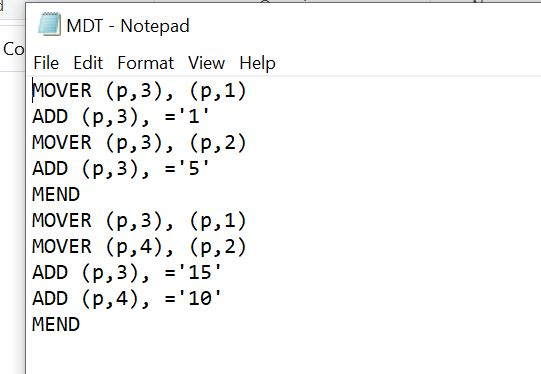 MDT - Notepad
Co
File Edit Format View Help
MOVER (p,3), (p,1)
ADD (p,3), ='1'
MOVER (p,3), (p,2)
ADD (p,3), ='5'
MEND
MOVER (p,3), (p,1)
MOVER (p,4), (p,2)
ADD (p,3), ='15'
ADD (p,4), ='10'
MEND